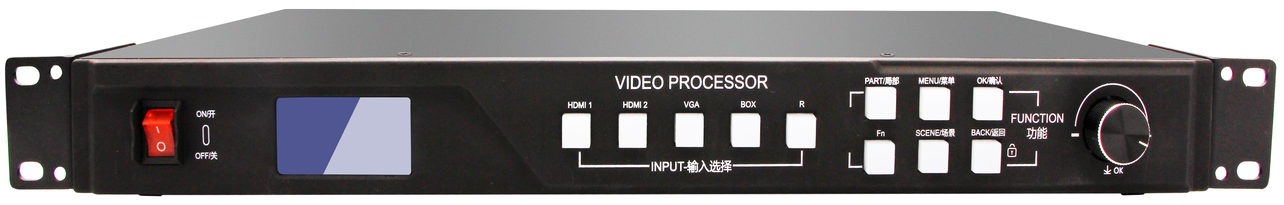 VIDEO PROCESSOR
ON/开
OFF/关
HDMI 1
HDMI 2
VGA
BOX
R
INPUT-输入选择
PART/局部
MENU/菜单
OK/确认
Fn
SCENE/场景
BACK/返回
FUNCTION
功能
OK